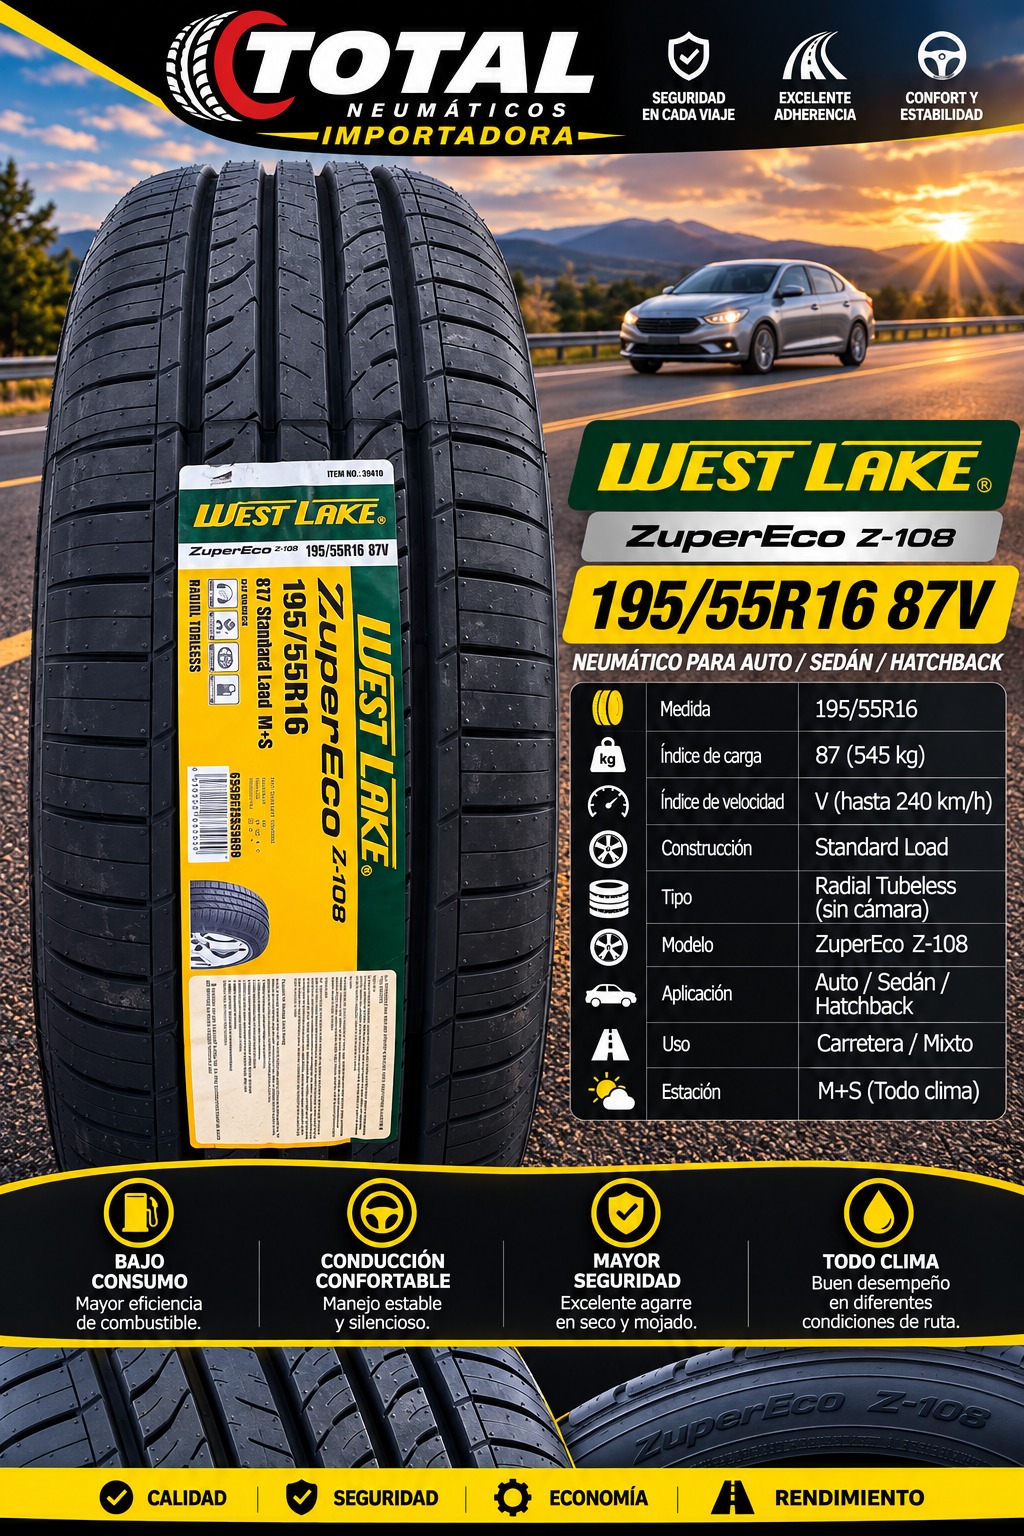 TOTAL
NEUMÁTICOS
IMPORTADORA
SEGURIDAD
EN CADA VIAJE
EXCELENTE
ADHERENCIA
CONFORT Y
ESTABILIDAD
ITEM NO.: 39410
WEST LAKE®
ZuperEco Z-108 195/55R16 87V
WEST LAKE®
ZuperEco Z-108
195/55R16
87V Standard Load M+S
WEST LAKE®
ZuperEco Z-108
195/55R16 87V
NEUMÁTICO PARA AUTO / SEDÁN / HATCHBACK
Medida 195/55R16
kg Índice de carga 87 (545 kg)
Índice de velocidad V (hasta 240 km/h)
Construcción Standard Load
Tipo Radial Tubeless
(sin cámara)
Modelo ZuperEco Z-108
Aplicación Auto / Sedán /
Hatchback
Uso Carretera / Mixto
Estación M+S (Todo clima)
BAJO
CONSUMO
Mayor eficiencia
de combustible.
CONDUCCIÓN
CONFORTABLE
Manejo estable
y silencioso.
MAYOR
SEGURIDAD
Excelente agarre
en seco y mojado.
TODO CLIMA
Buen desempeño
en diferentes
condiciones de ruta.
ZuperEco Z-108
CALIDAD
SEGURIDAD
ECONOMÍA
RENDIMIENTO